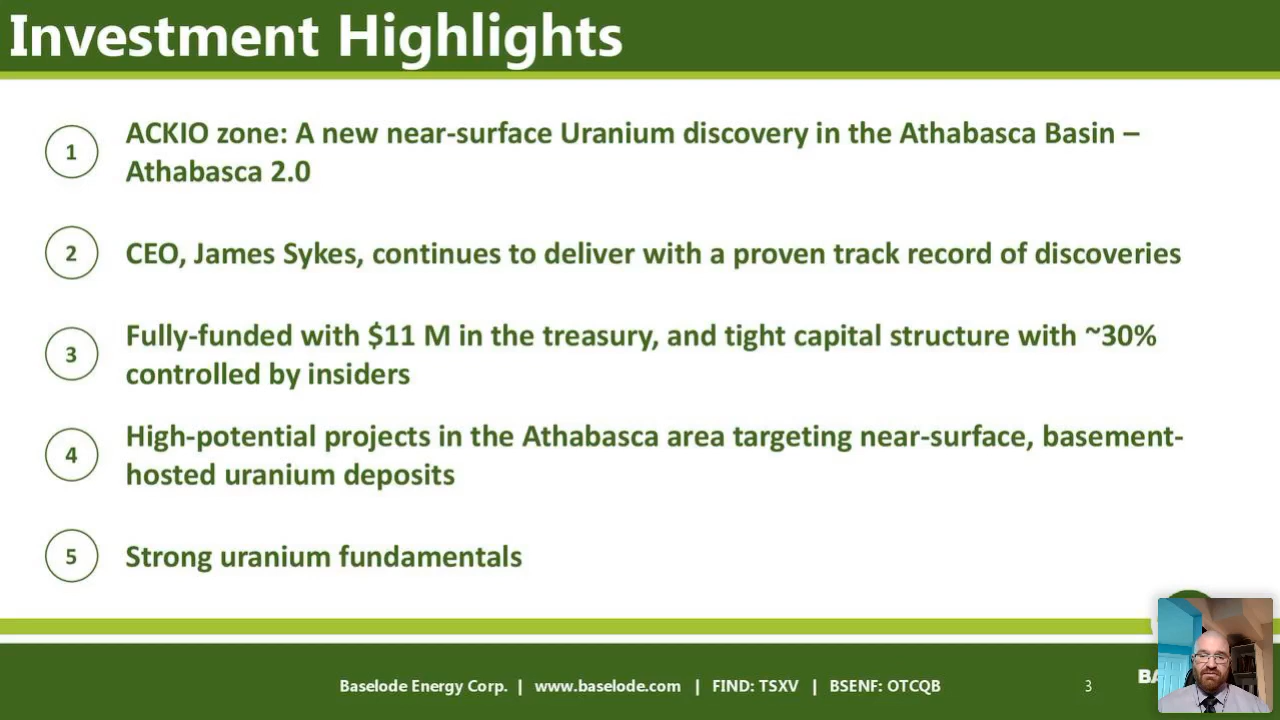 Investment Highlights
1
ACKIO zone: A new near-surface Uranium discovery in the Athabasca Basin –
Athabasca 2.0
2
CEO, James Sykes, continues to deliver with a proven track record of discoveries
3
Fully-funded with $11 M in the treasury, and tight capital structure with ~30%
controlled by insiders
4
High-potential projects in the Athabasca area targeting near-surface, basement-
hosted uranium deposits
5
Strong uranium fundamentals
Baselode Energy Corp. | www.baselode.com | FIND: TSXV | BSENF: OTCQB
3